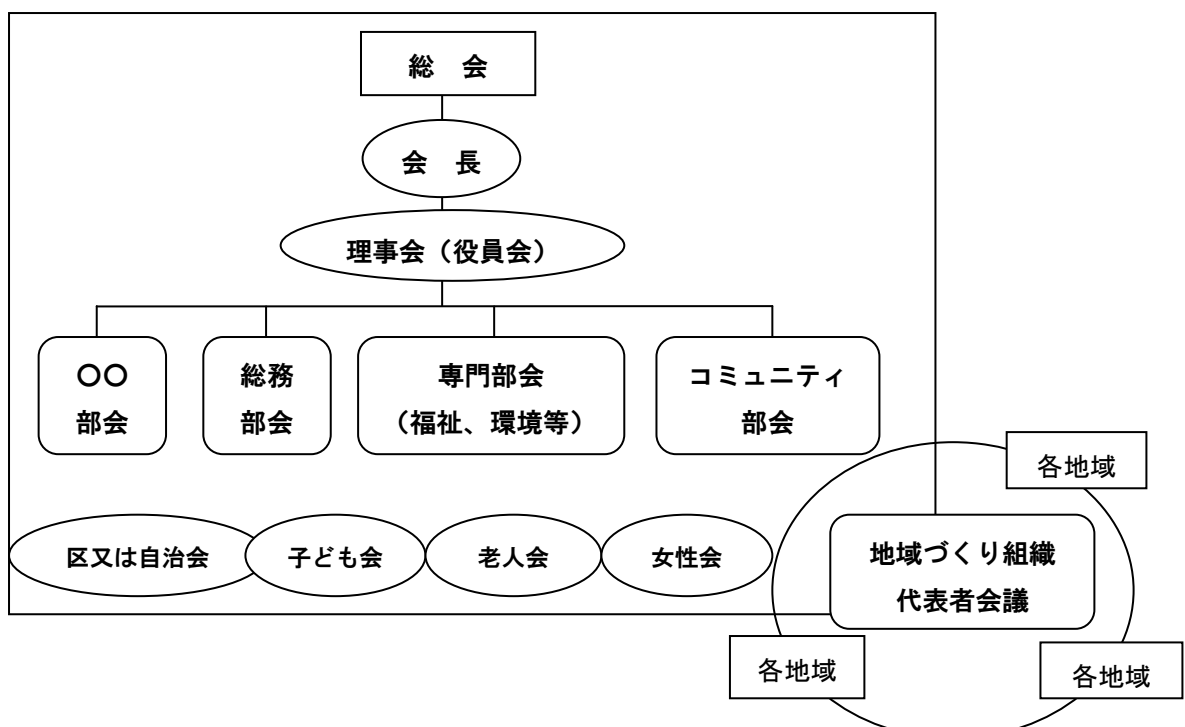 総　会
会　長
理事会（役員会）
〇〇
部会
総務
部会
専門部会
（福祉、環境等）
コミュニティ
部会
各地域
区又は自治会
子ども会
老人会
女性会
地域づくり組織
代表者会議
各地域
各地域